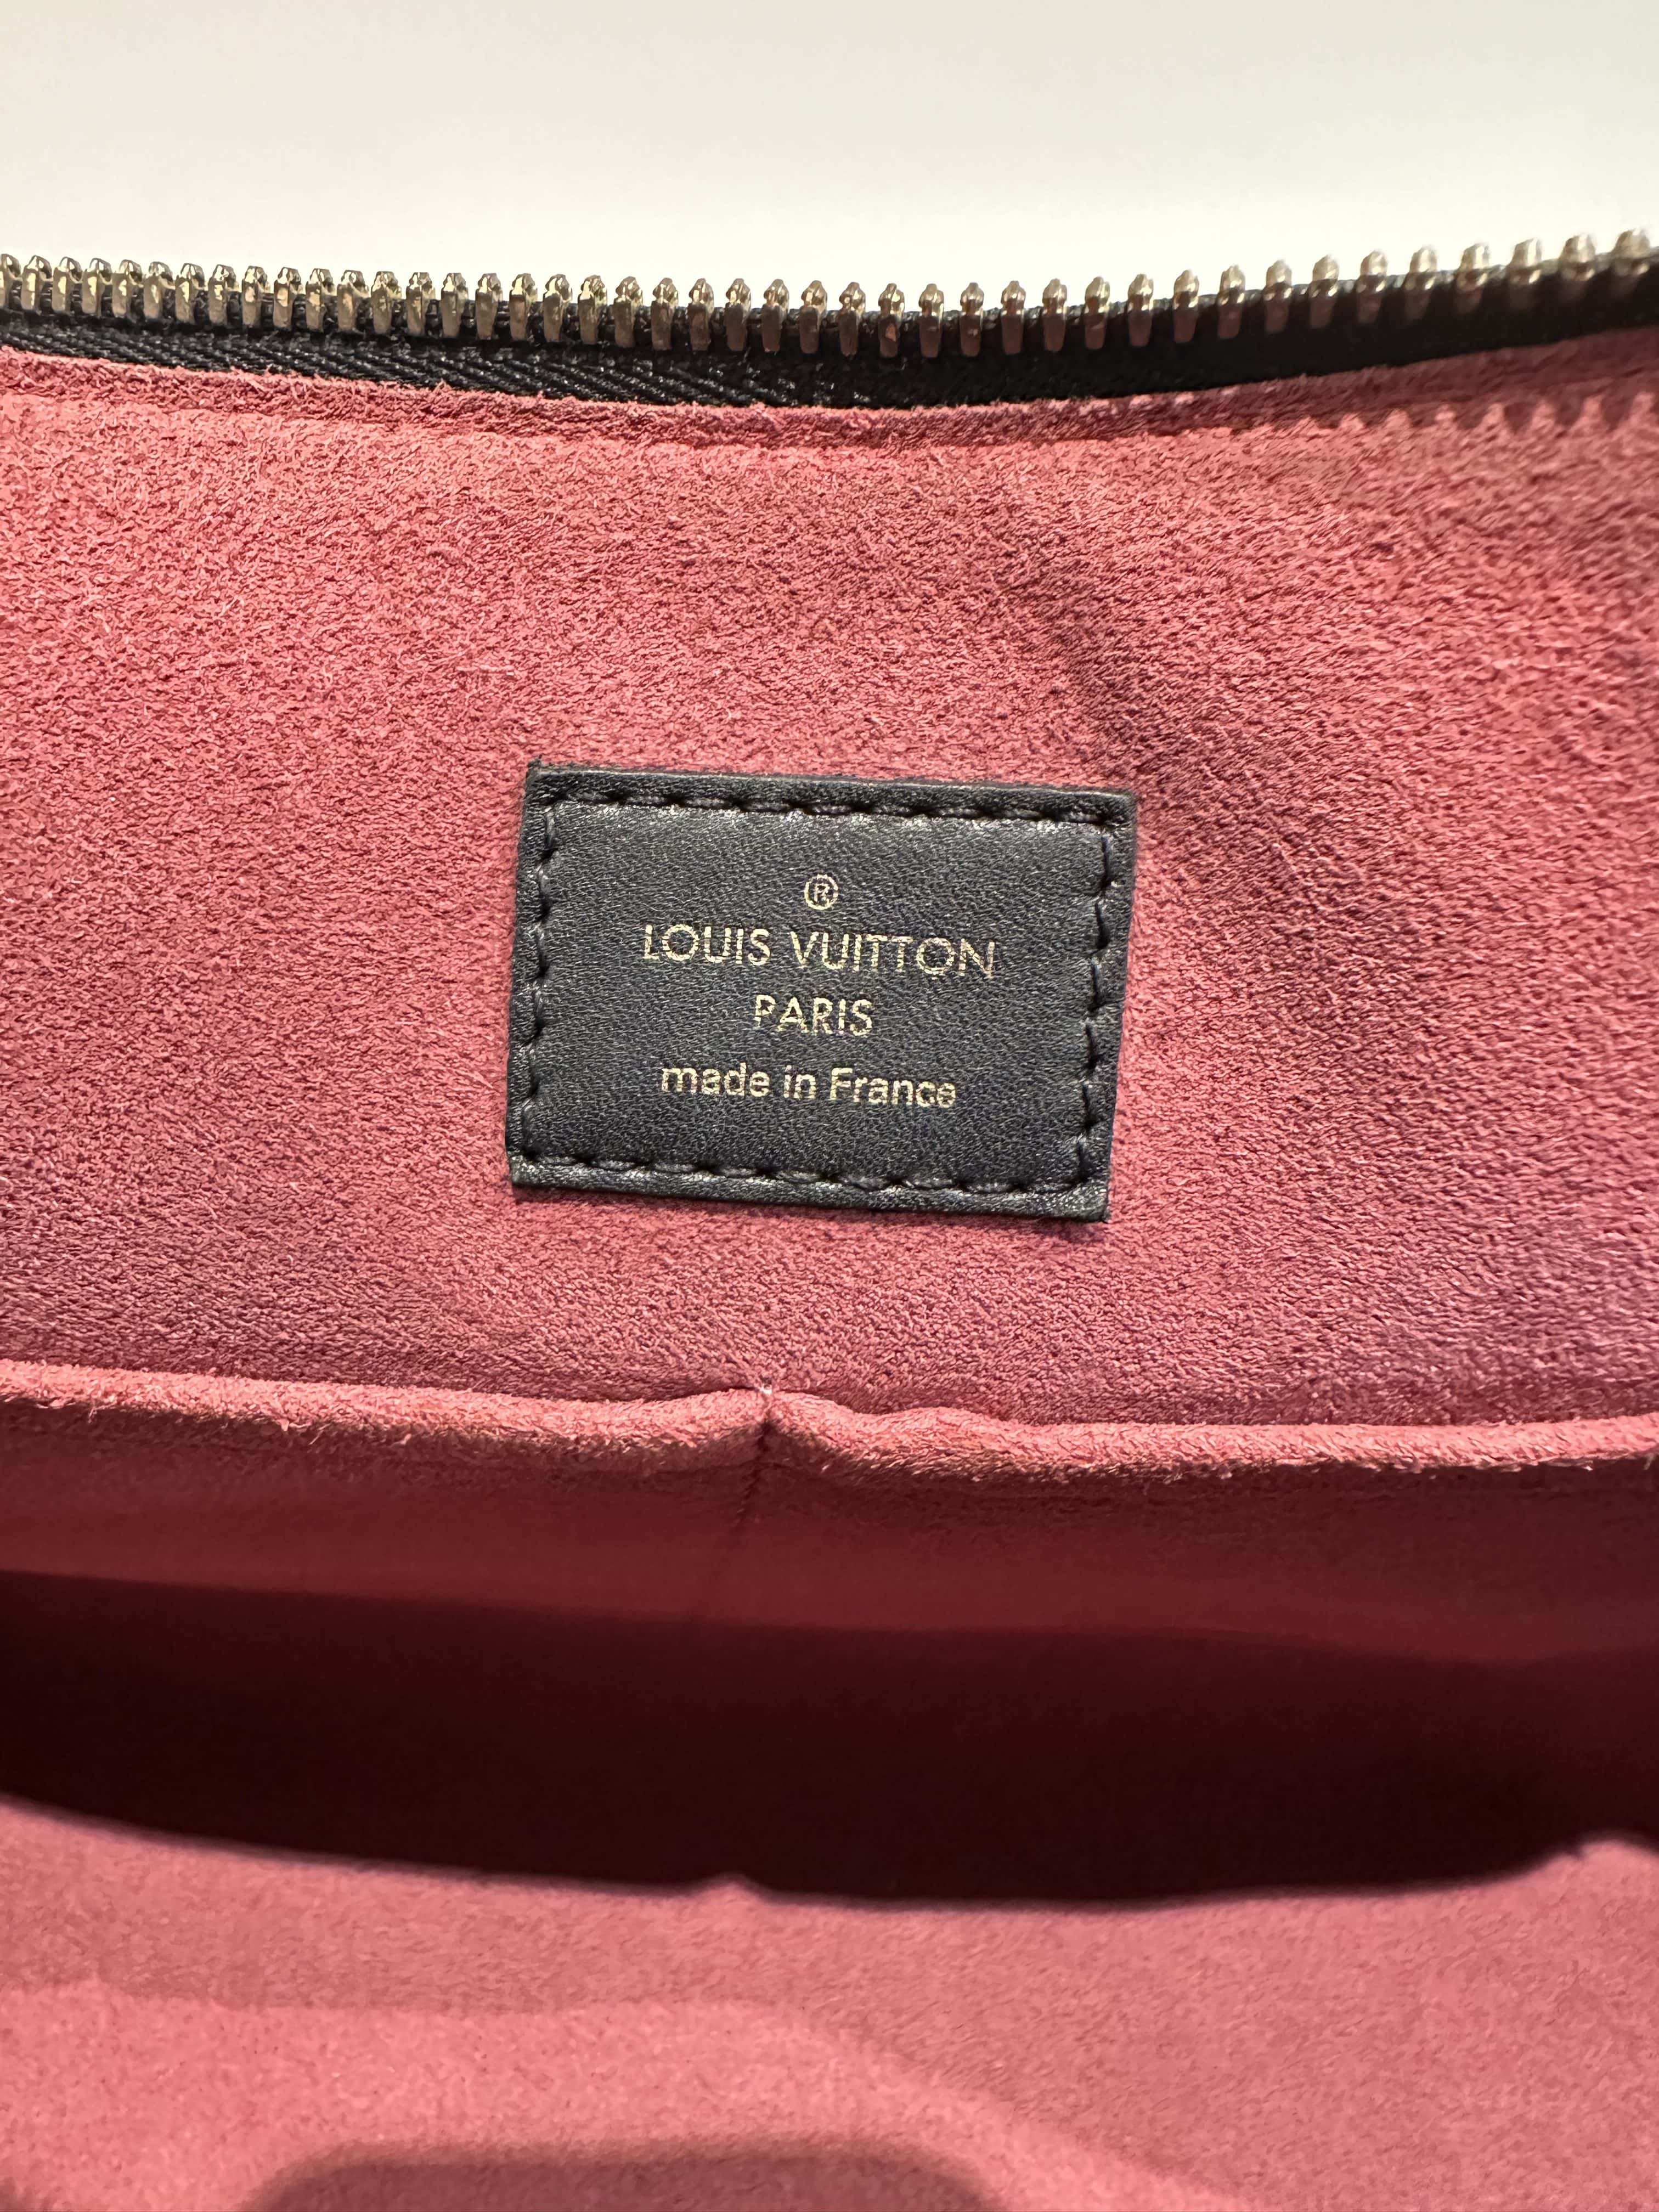 ®
LOUIS VUITTON
PARIS
made in France